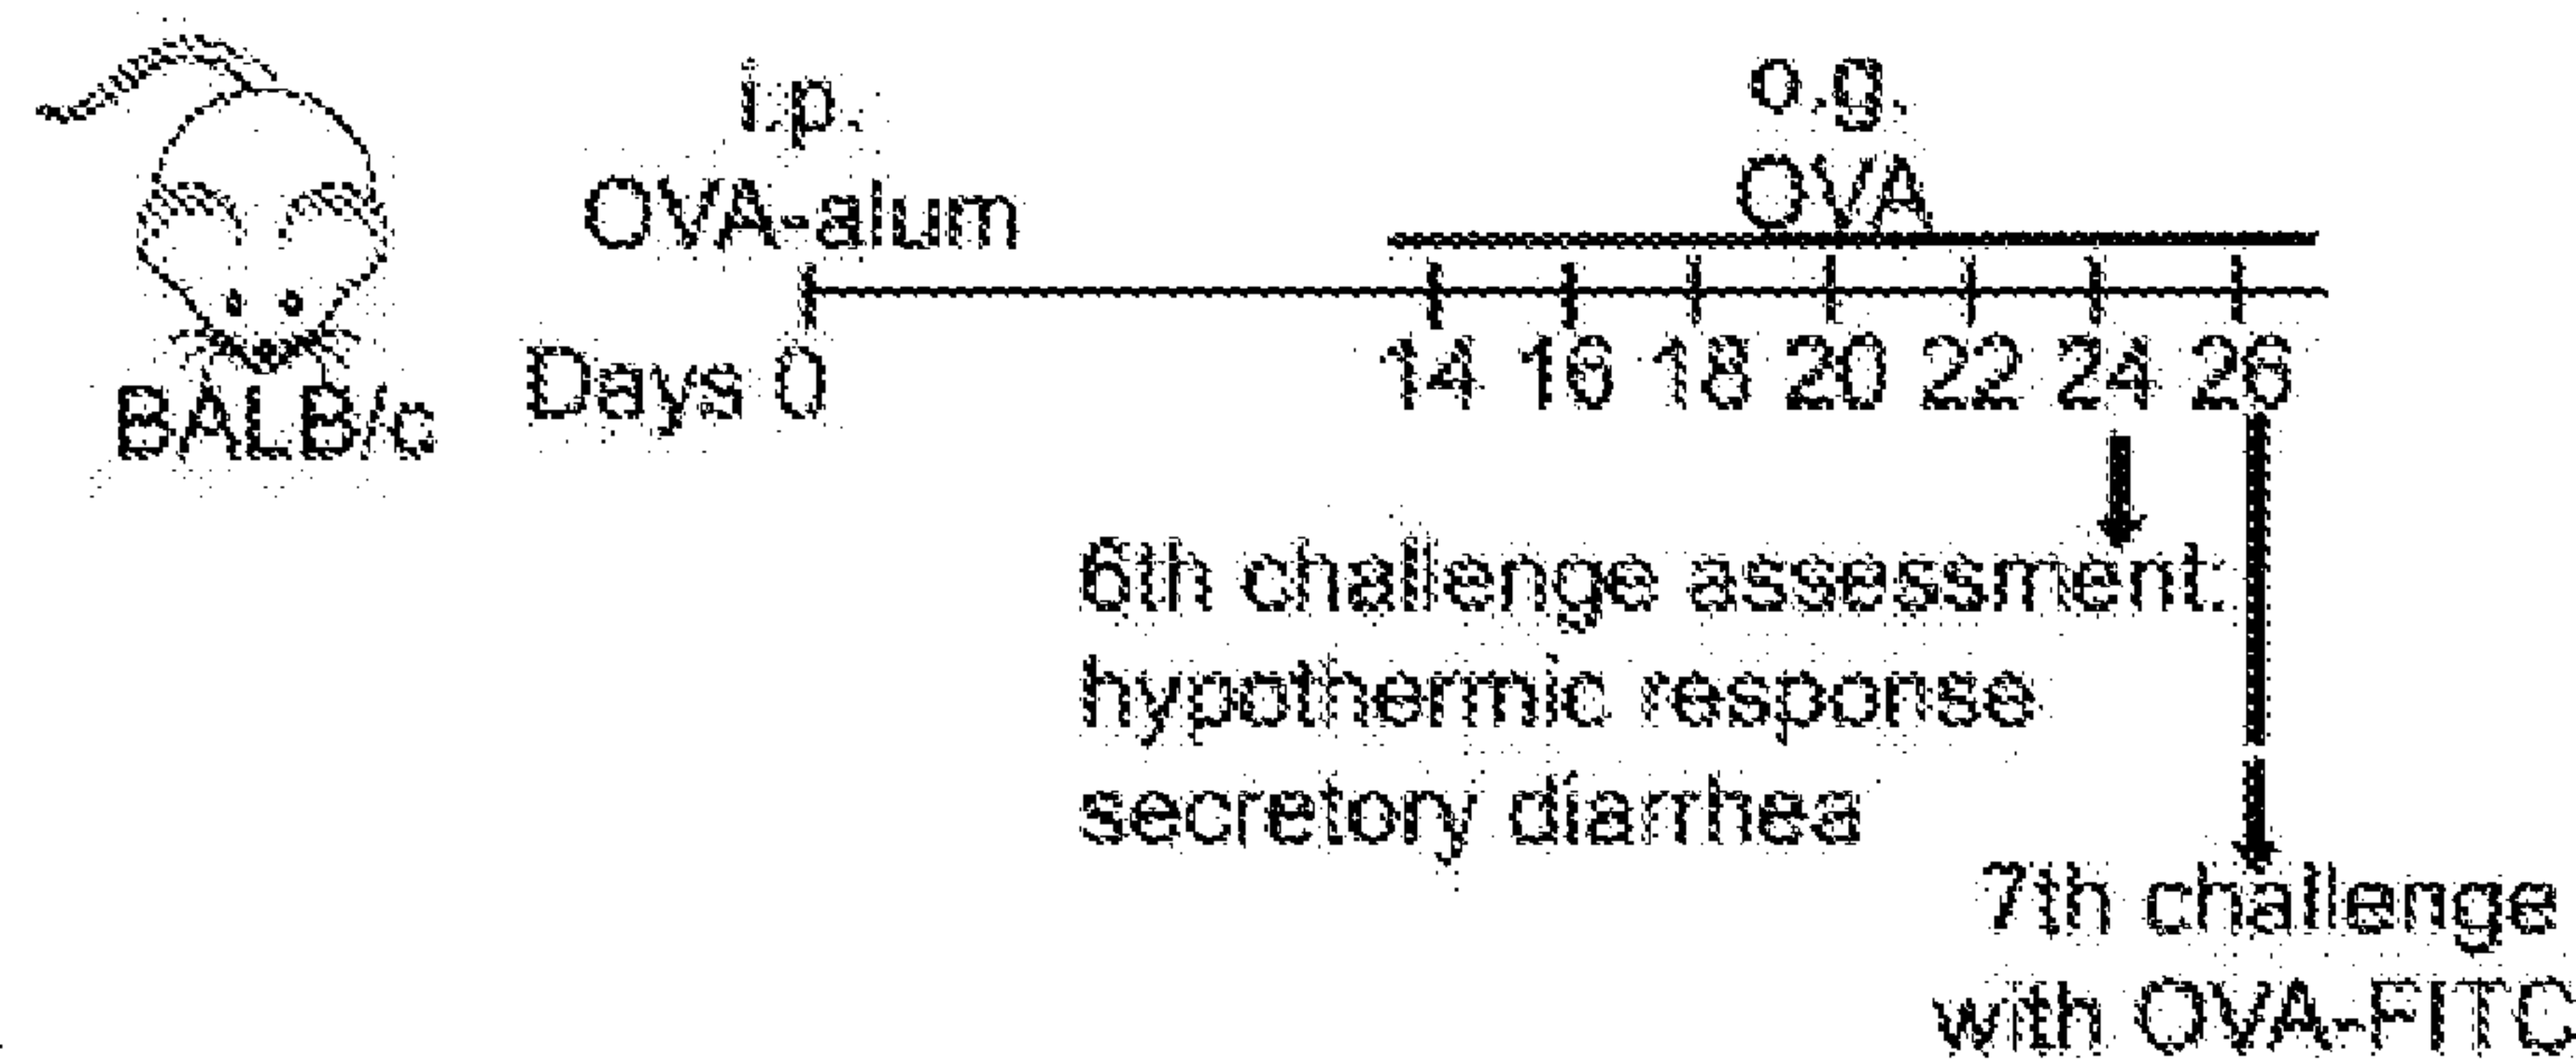 i.p.
OVA-alum
o.g.
OVA
BALB/c
Days 0 14 16 18 20 22 24 26
6th challenge assessment:
hypothermic response
secretory diarrhea
7th challenge
with OVA-FITC